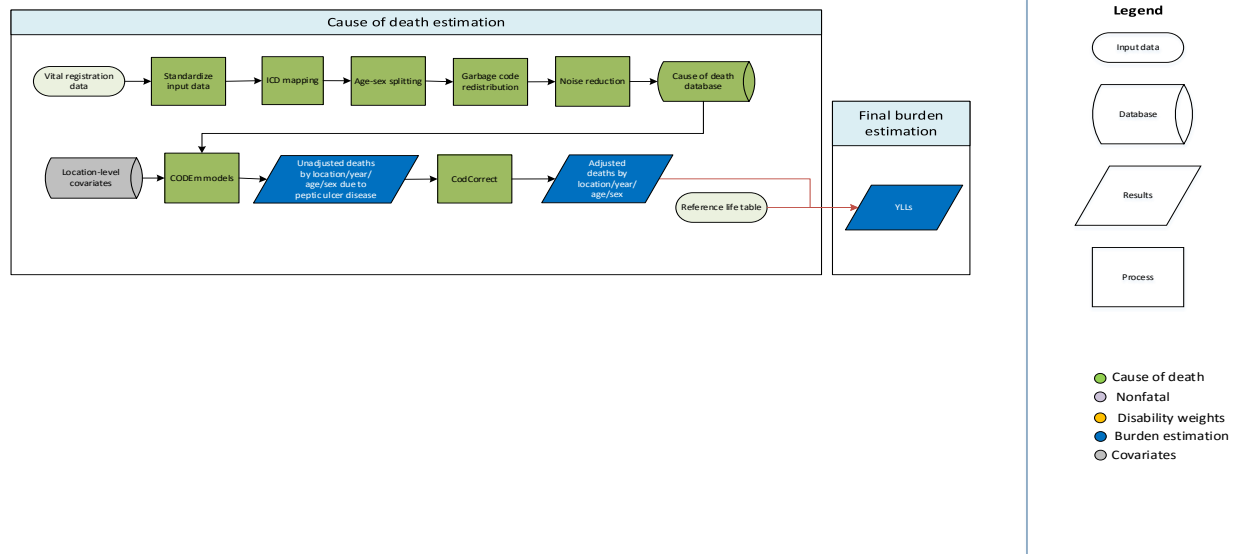 Cause of death estimation
Vital registration
data
Standardize
input data
ICD mapping
Age-sex splitting
Garbage code
redistribution
Noise reduction
Cause of death
database
Location-level
covariates
CODEm models
Unadjusted deaths
by location/year/
age/sex due to
peptic ulcer disease
CodCorrect
Adjusted
deaths by
location/year/
age/sex
Reference life table
Final burden
estimation
YLLs
Legend
Input data
Database
Results
Process
Cause of death
Nonfatal
Disability weights
Burden estimation
Covariates